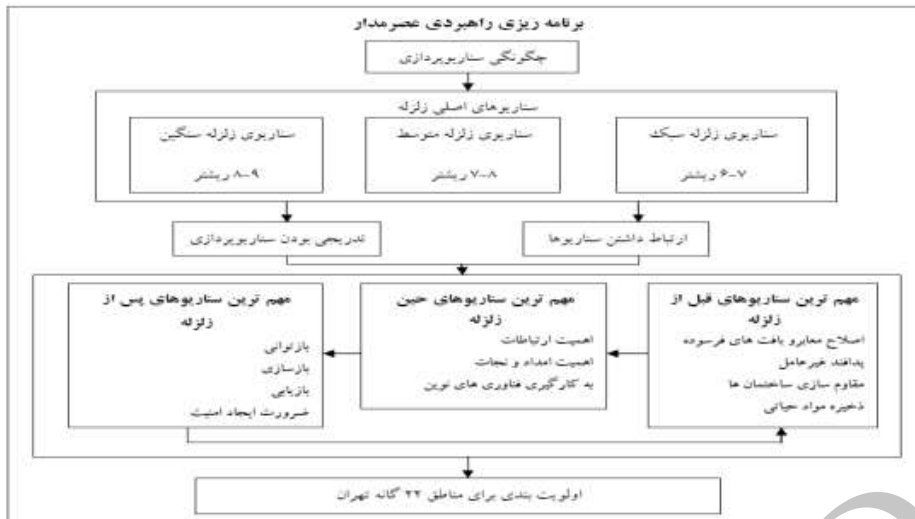 برنامه ریزی راهبردی عصرمدار
چگونگی سناریوپردازی
سناریوهای اصلی زلزله
سناریوی زلزله سبک
۶-۷ ریشتر
سناریوی زلزله متوسط
۷-۸ ریشتر
سناریوی زلزله سنگین
۸-۹ ریشتر
ارتباط داشتن سناریوها
تدریجی بودن سناریوپردازی
مهم ترین سناریوهای قبل از
زلزله
اصلاح معابرو بافت های فرسوده
پدافند غیرعامل
مقاوم سازی ساختمان ها
ذخیره مواد حیاتی
مهم ترین سناریوهای حین
زلزله
اهمیت ارتباطات
اهمیت امداد و نجات
به کارگیری فناوری های نوین
مهم ترین سناریوهای پس از
زلزله
بازتوانی
بازسازی
بازیابی
ضرورت ایجاد امنیت
اولویت بندی برای مناطق ۲۲ گانه تهران